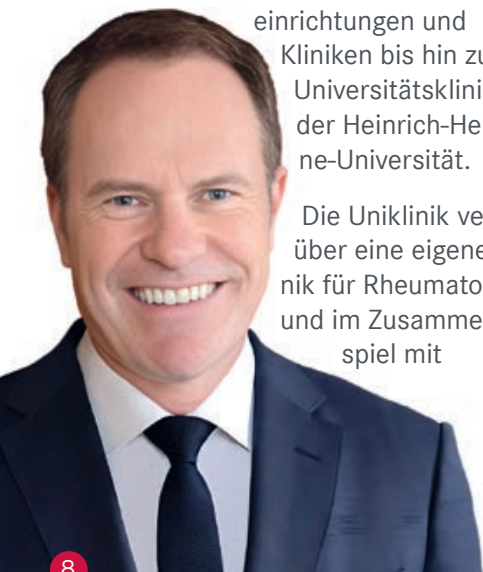 einrichtungen und
Kliniken bis hin zu
Universitätsklini
der Heinrich-He
ne-Universität.
Die Uniklinik ve
über eine eigene
nik für Rheumato
und im Zusamme
spiel mit
8